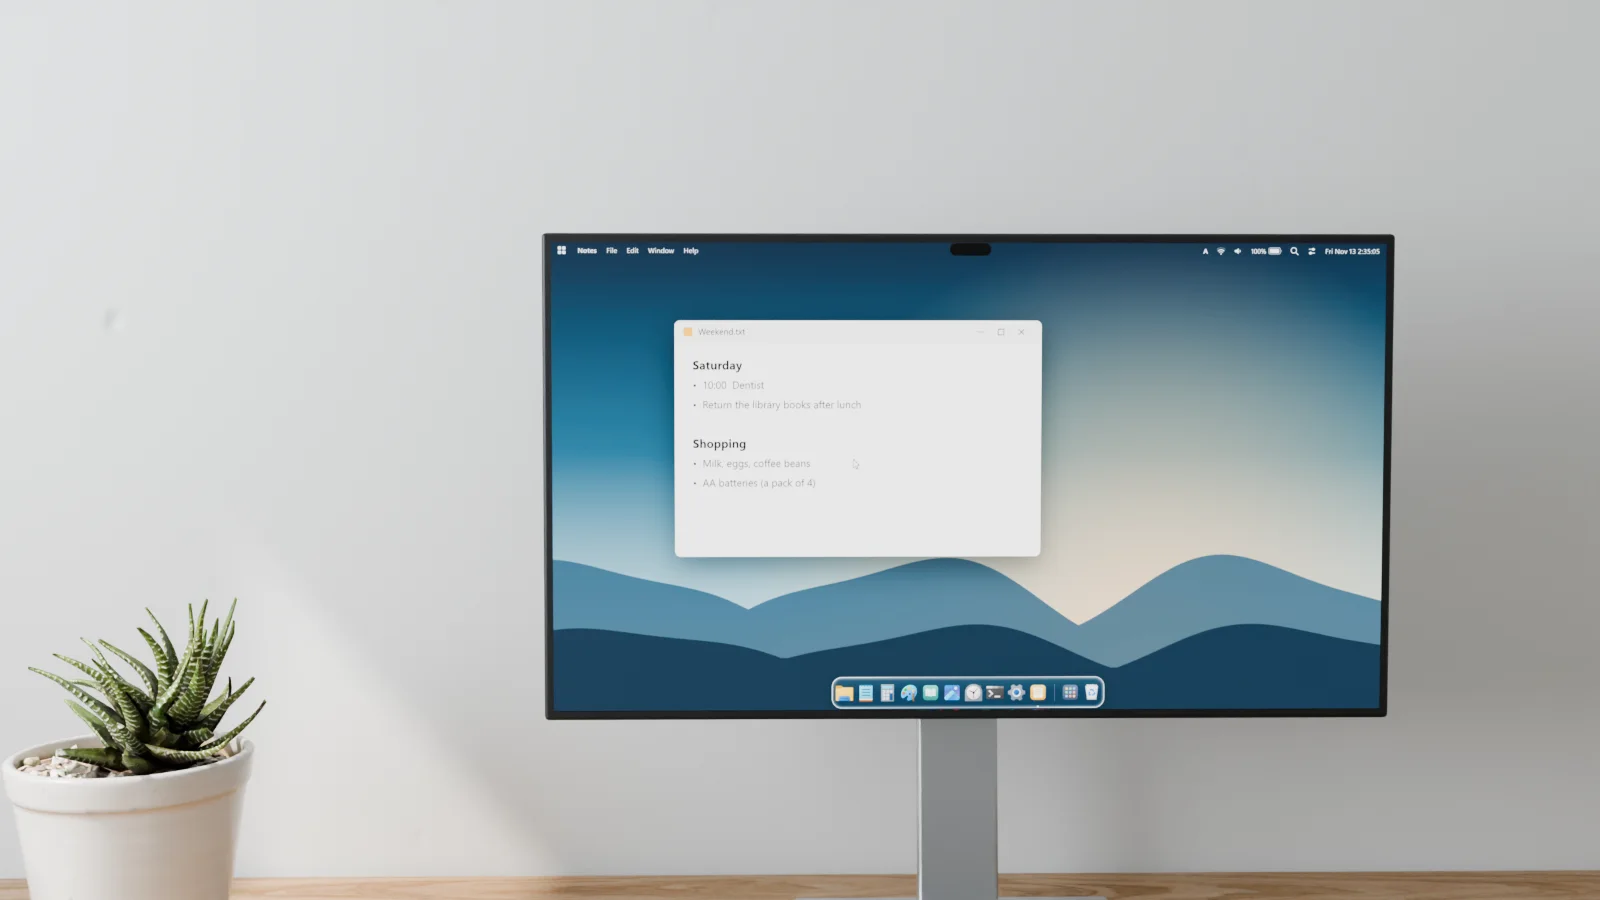 Notes File Edit Window Help
A 100% Fri Nov 13 2:35:05
Weekend.txt
Saturday
• 10:00 Dentist
• Return the library books after lunch
Shopping
• Milk, eggs, coffee beans
• AA batteries (a pack of 4)